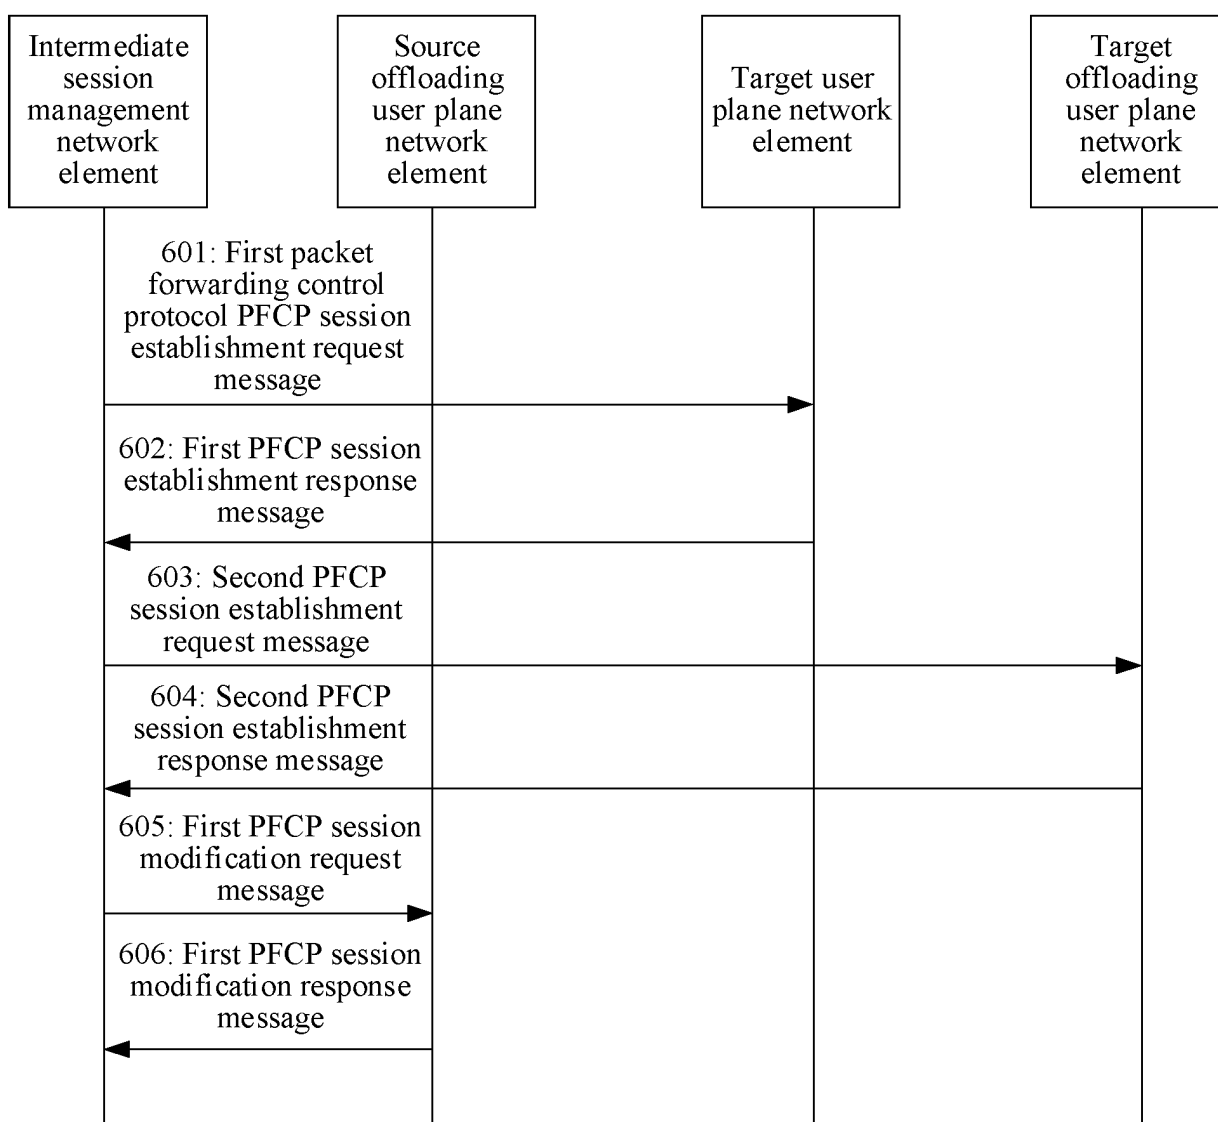 Intermediate
session
management
network
element
Source
offloading
user plane
network
element
Target user
plane network
element
Target
offloading
user plane
network
element
601: First packet
forwarding control
protocol PFCP session
establishment request
message
602: First PFCP session
establishment response
message
603: Second PFCP
session establishment
request message
604: Second PFCP
session establishment
response message
605: First PFCP session
modification request
message
606: First PFCP session
modification response
message